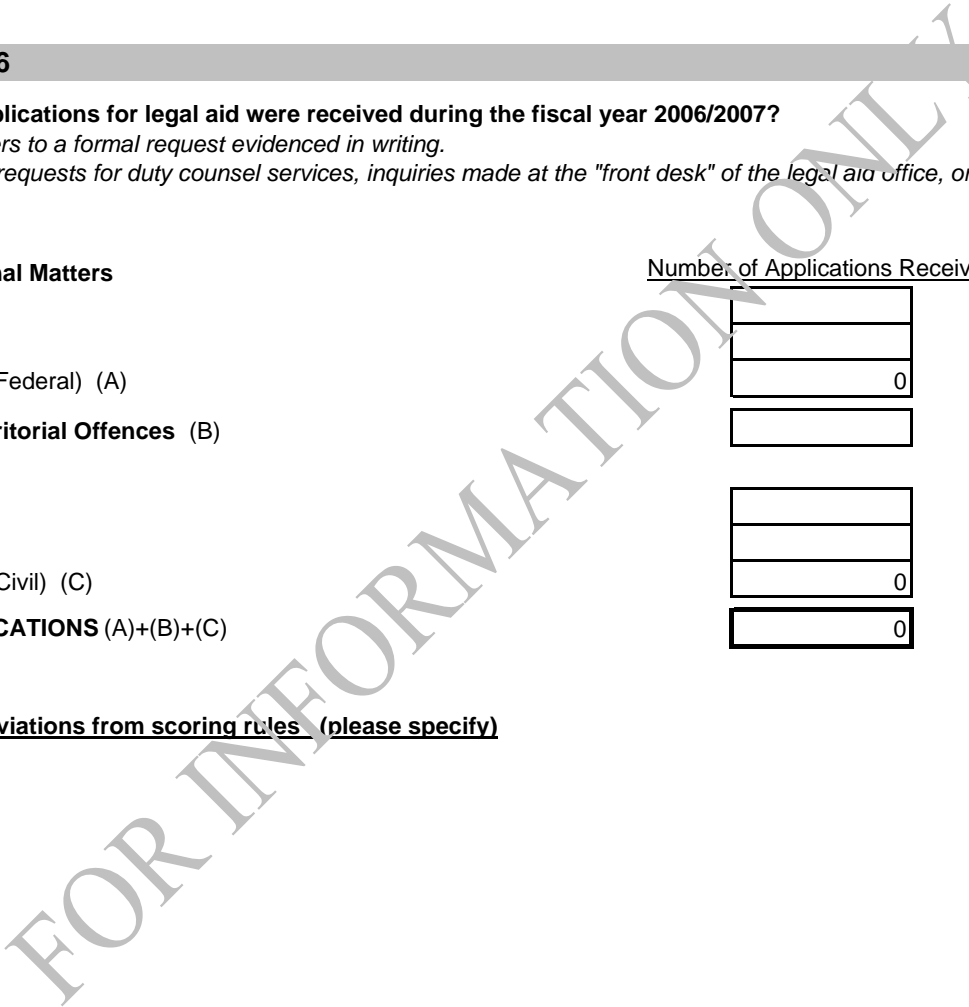 6
plications for legal aid were received during the fiscal year 2006/2007?
ers to a formal request evidenced in writing.
requests for duty counsel services, inquiries made at the "front desk" of the legal aid office, or
nal Matters
Number of Applications Receiv
Federal) (A)
0
ritorial Offences (B)
Civil) (C)
0
CATIONS (A)+(B)+(C)
0
viations from scoring rules (please specify)
FOR INFORMATION ONLY